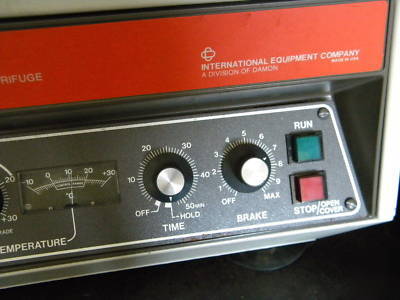 INTERNATIONAL EQUIPMENT COMPANY
A DIVISION OF DAMON
MADE IN USA
RIFUGE
RUN
-10 0 10 20 +30
°C
+30
TEMPERATURE
10 20 30 40 50 MIN
OFF
HOLD
TIME
1 2 3 4 5 6 7 8 9
MAX
OFF
BRAKE
STOP/OPEN
/COVER